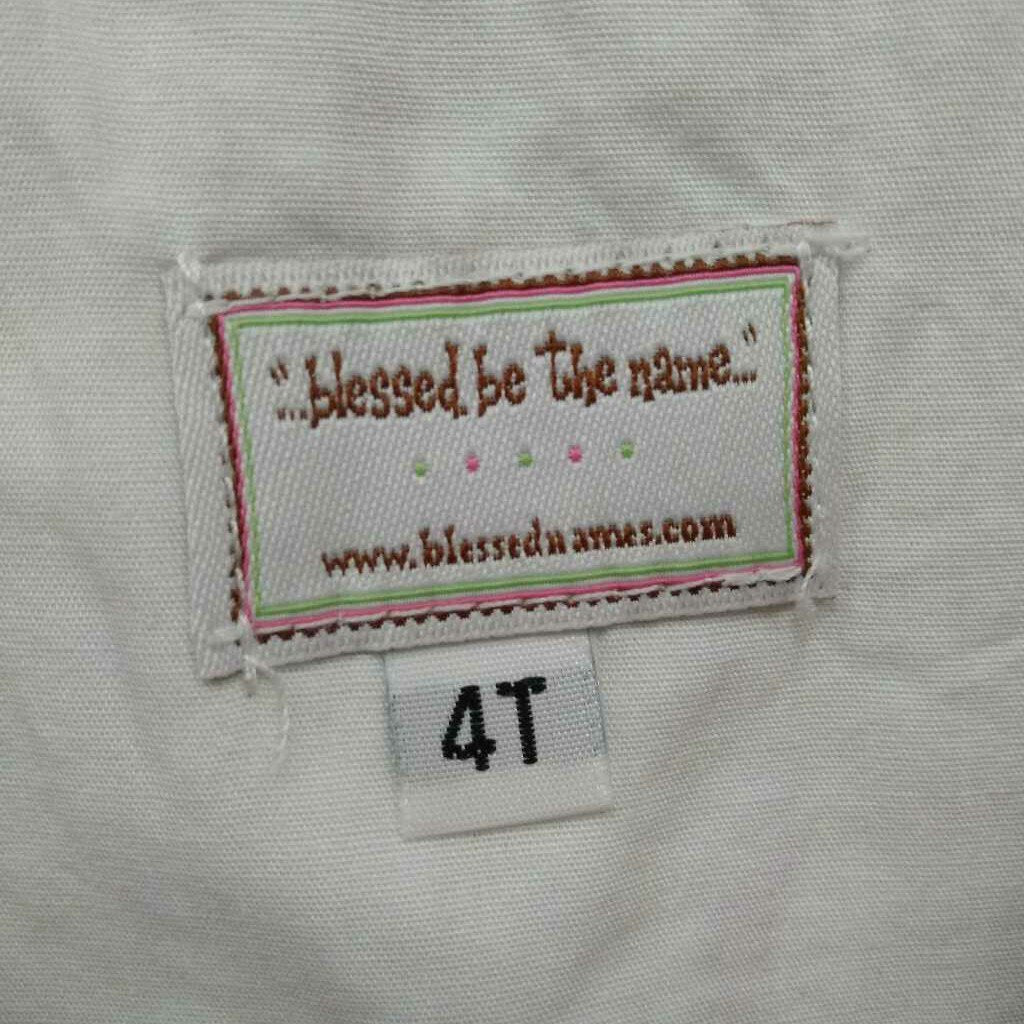 "...blessed be the name..."
www.blessednames.com
4T